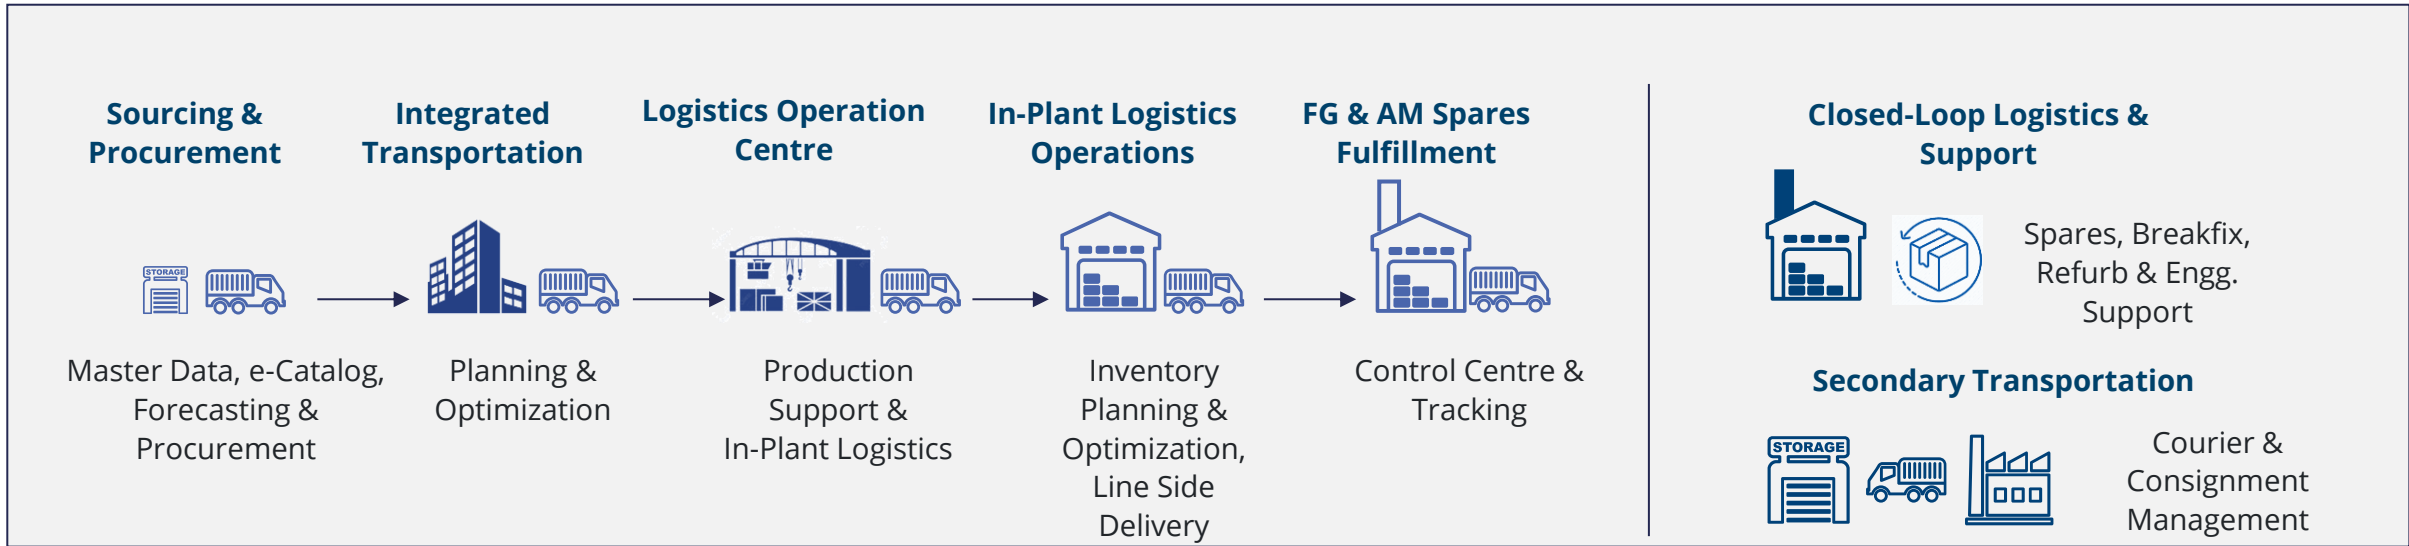 Sourcing &
Procurement
Integrated
Transportation
Logistics Operation
Centre
In-Plant Logistics
Operations
FG & AM Spares
Fulfillment
STORAGE
Master Data, e-Catalog,
Forecasting &
Procurement
Planning &
Optimization
Production
Support &
In-Plant Logistics
Inventory
Planning &
Optimization,
Line Side
Delivery
Control Centre &
Tracking
Closed-Loop Logistics &
Support
Spares, Breakfix,
Refurb & Engg.
Support
Secondary Transportation
STORAGE
Courier &
Consignment
Management